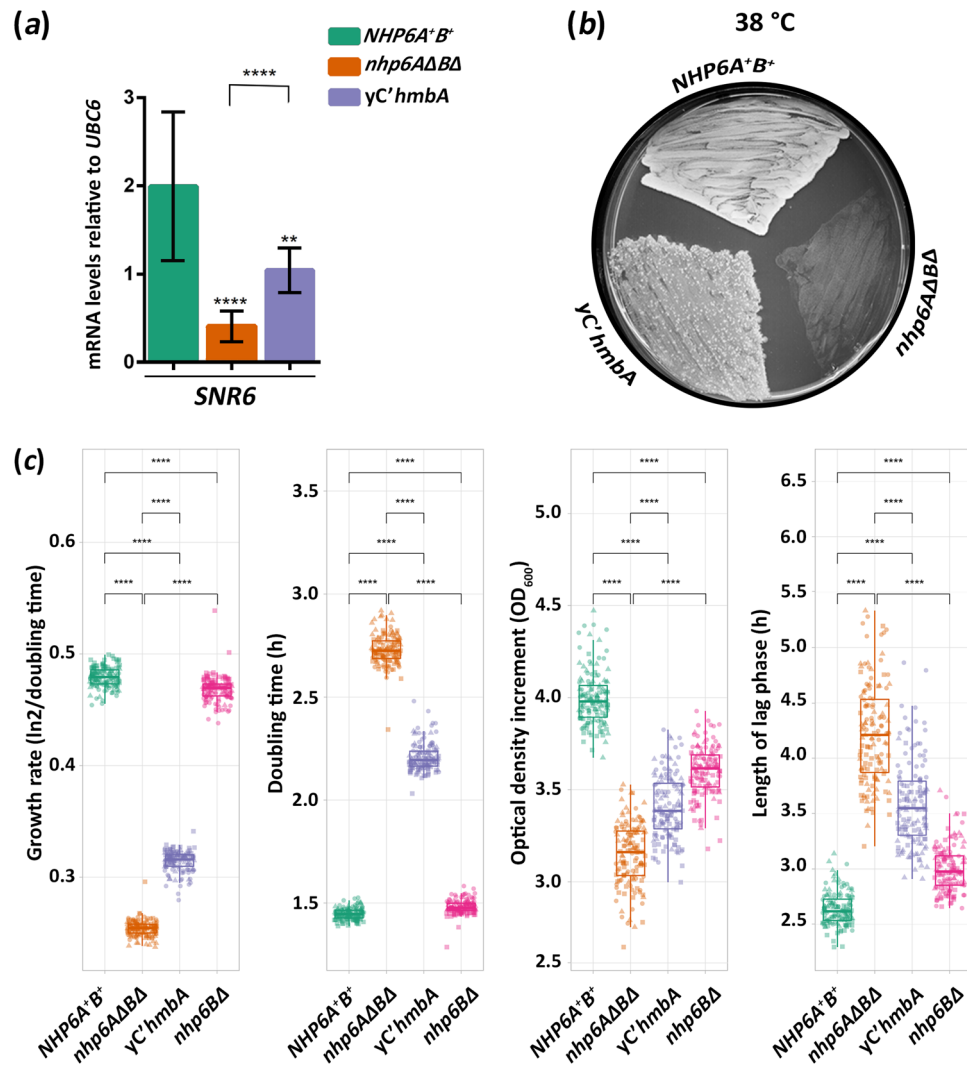 (a)
NHP6A⁺B⁺
nhp6AΔBΔ
yC'hmbA
****
mRNA levels relative to UBC6
3
2
1
0
****
**
SNR6
(b)
38 °C
NHP6A⁺B⁺
yC'hmbA
nhp6AΔBΔ
(c)
Growth rate (ln2/doubling time)
0.6
0.5
0.4
0.3
****
****
****
**** ****
NHP6A⁺B⁺
nhp6AΔBΔ
yC'hmbA
nhp6BΔ
Doubling time (h)
3.5
3.0
2.5
2.0
1.5
****
****
****
**** ****
NHP6A⁺B⁺
nhp6AΔBΔ
yC'hmbA
nhp6BΔ
Optical density increment (OD₆₀₀)
5.0
4.5
4.0
3.5
3.0
2.5
****
****
****
**** ****
NHP6A⁺B⁺
nhp6AΔBΔ
yC'hmbA
nhp6BΔ
Length of lag phase (h)
6.5
6.0
5.5
5.0
4.5
4.0
3.5
3.0
2.5
****
****
****
**** ****
NHP6A⁺B⁺
nhp6AΔBΔ
yC'hmbA
nhp6BΔ